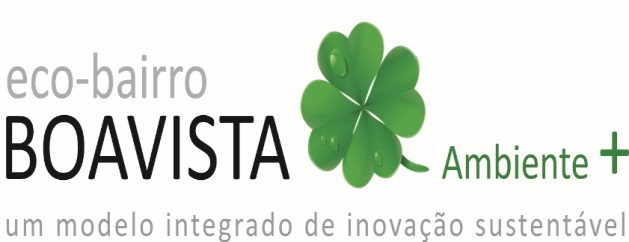 eco-bairro
BOAVISTA
Ambiente +
um modelo integrado de inovação sustentável